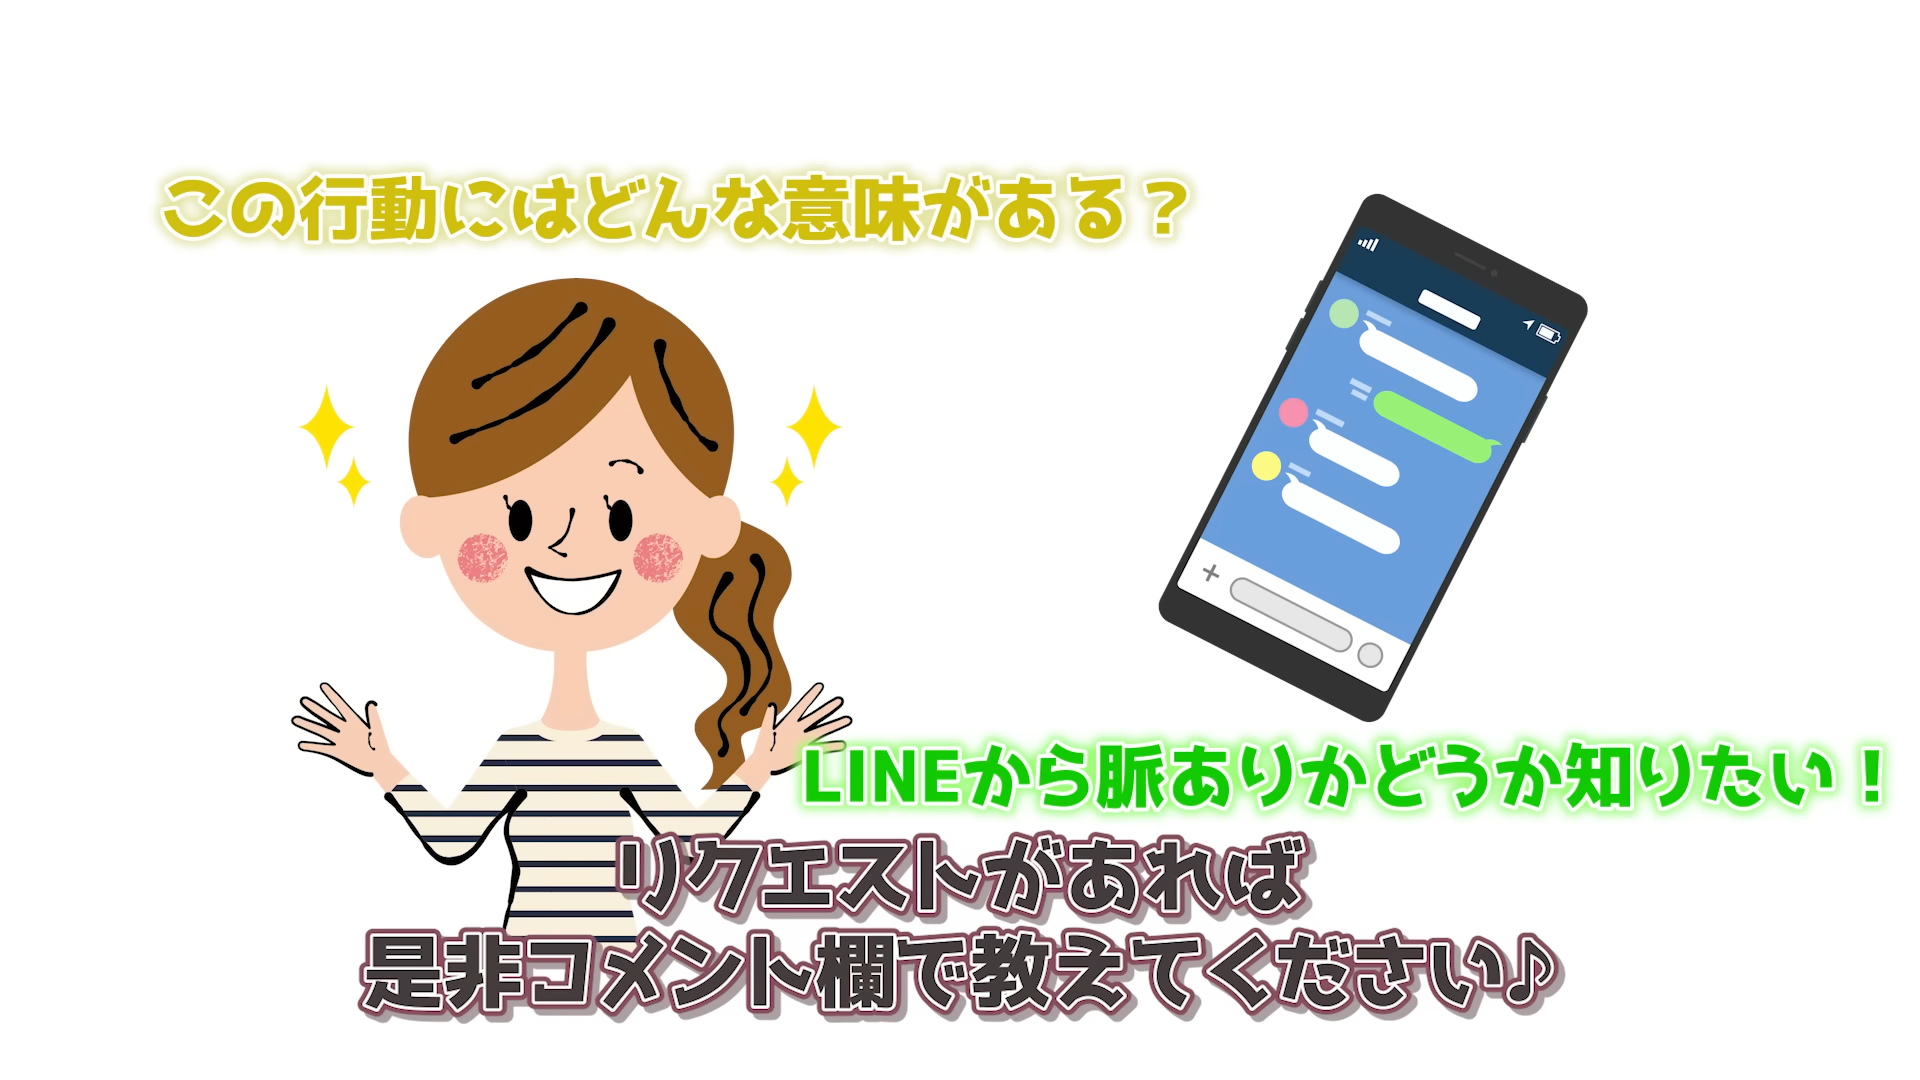 この行動にはどんな意味がある？
LINEから脈ありかどうか知りたい！
リクエストがあれば
是非コメント欄で教えてください♪